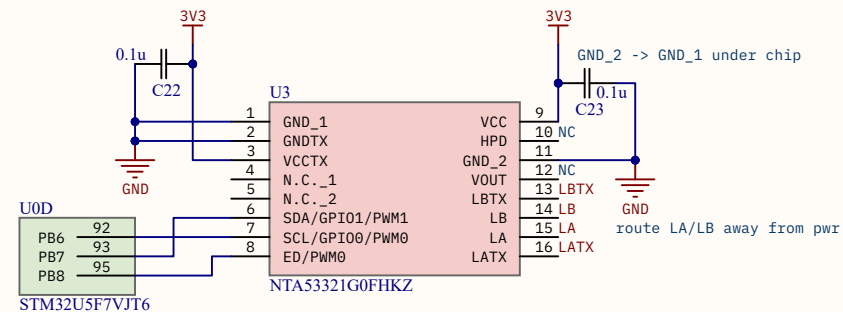 3V3
3V3
0.1u
C22
GND_2 -> GND_1 under chip
0.1u
C23
U3
1 GND_1
2 GNDTX
3 VCCTX
4 N.C._1
5 N.C._2
6 SDA/GPIO1/PWM1
7 SCL/GPIO0/PWM0
8 ED/PWM0
VCC 9
HPD 10 NC
GND_2 11
VOUT 12 NC
LBTX 13 LBTX
LB 14 LB
LA 15 LA
LATX 16 LATX
NTA53321G0FHKZ
GND
GND
route LA/LB away from pwr
U0D
PB6 92
PB7 93
PB8 95
STM32U5F7VJT6